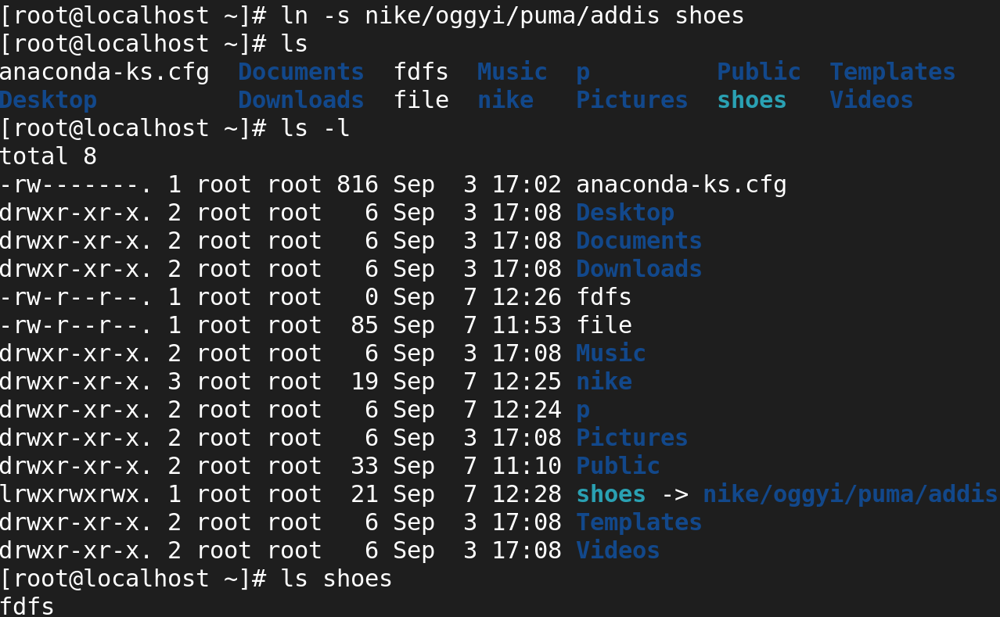 [root@localhost ~]# ln -s nike/oggyi/puma/addis shoes
[root@localhost ~]# ls
anaconda-ks.cfg  Documents  fdfs  Music  p         Public  Templates
Desktop          Downloads  file  nike   Pictures  shoes   Videos
[root@localhost ~]# ls -l
total 8
-rw-------. 1 root root 816 Sep  3 17:02 anaconda-ks.cfg
drwxr-xr-x. 2 root root   6 Sep  3 17:08 Desktop
drwxr-xr-x. 2 root root   6 Sep  3 17:08 Documents
drwxr-xr-x. 2 root root   6 Sep  3 17:08 Downloads
-rw-r--r--. 1 root root   0 Sep  7 12:26 fdfs
-rw-r--r--. 1 root root  85 Sep  7 11:53 file
drwxr-xr-x. 2 root root   6 Sep  3 17:08 Music
drwxr-xr-x. 3 root root  19 Sep  7 12:25 nike
drwxr-xr-x. 2 root root   6 Sep  7 12:24 p
drwxr-xr-x. 2 root root   6 Sep  3 17:08 Pictures
drwxr-xr-x. 2 root root  33 Sep  7 11:10 Public
lrwxrwxrwx. 1 root root  21 Sep  7 12:28 shoes -> nike/oggyi/puma/addis
drwxr-xr-x. 2 root root   6 Sep  3 17:08 Templates
drwxr-xr-x. 2 root root   6 Sep  3 17:08 Videos
[root@localhost ~]# ls shoes
fdfs